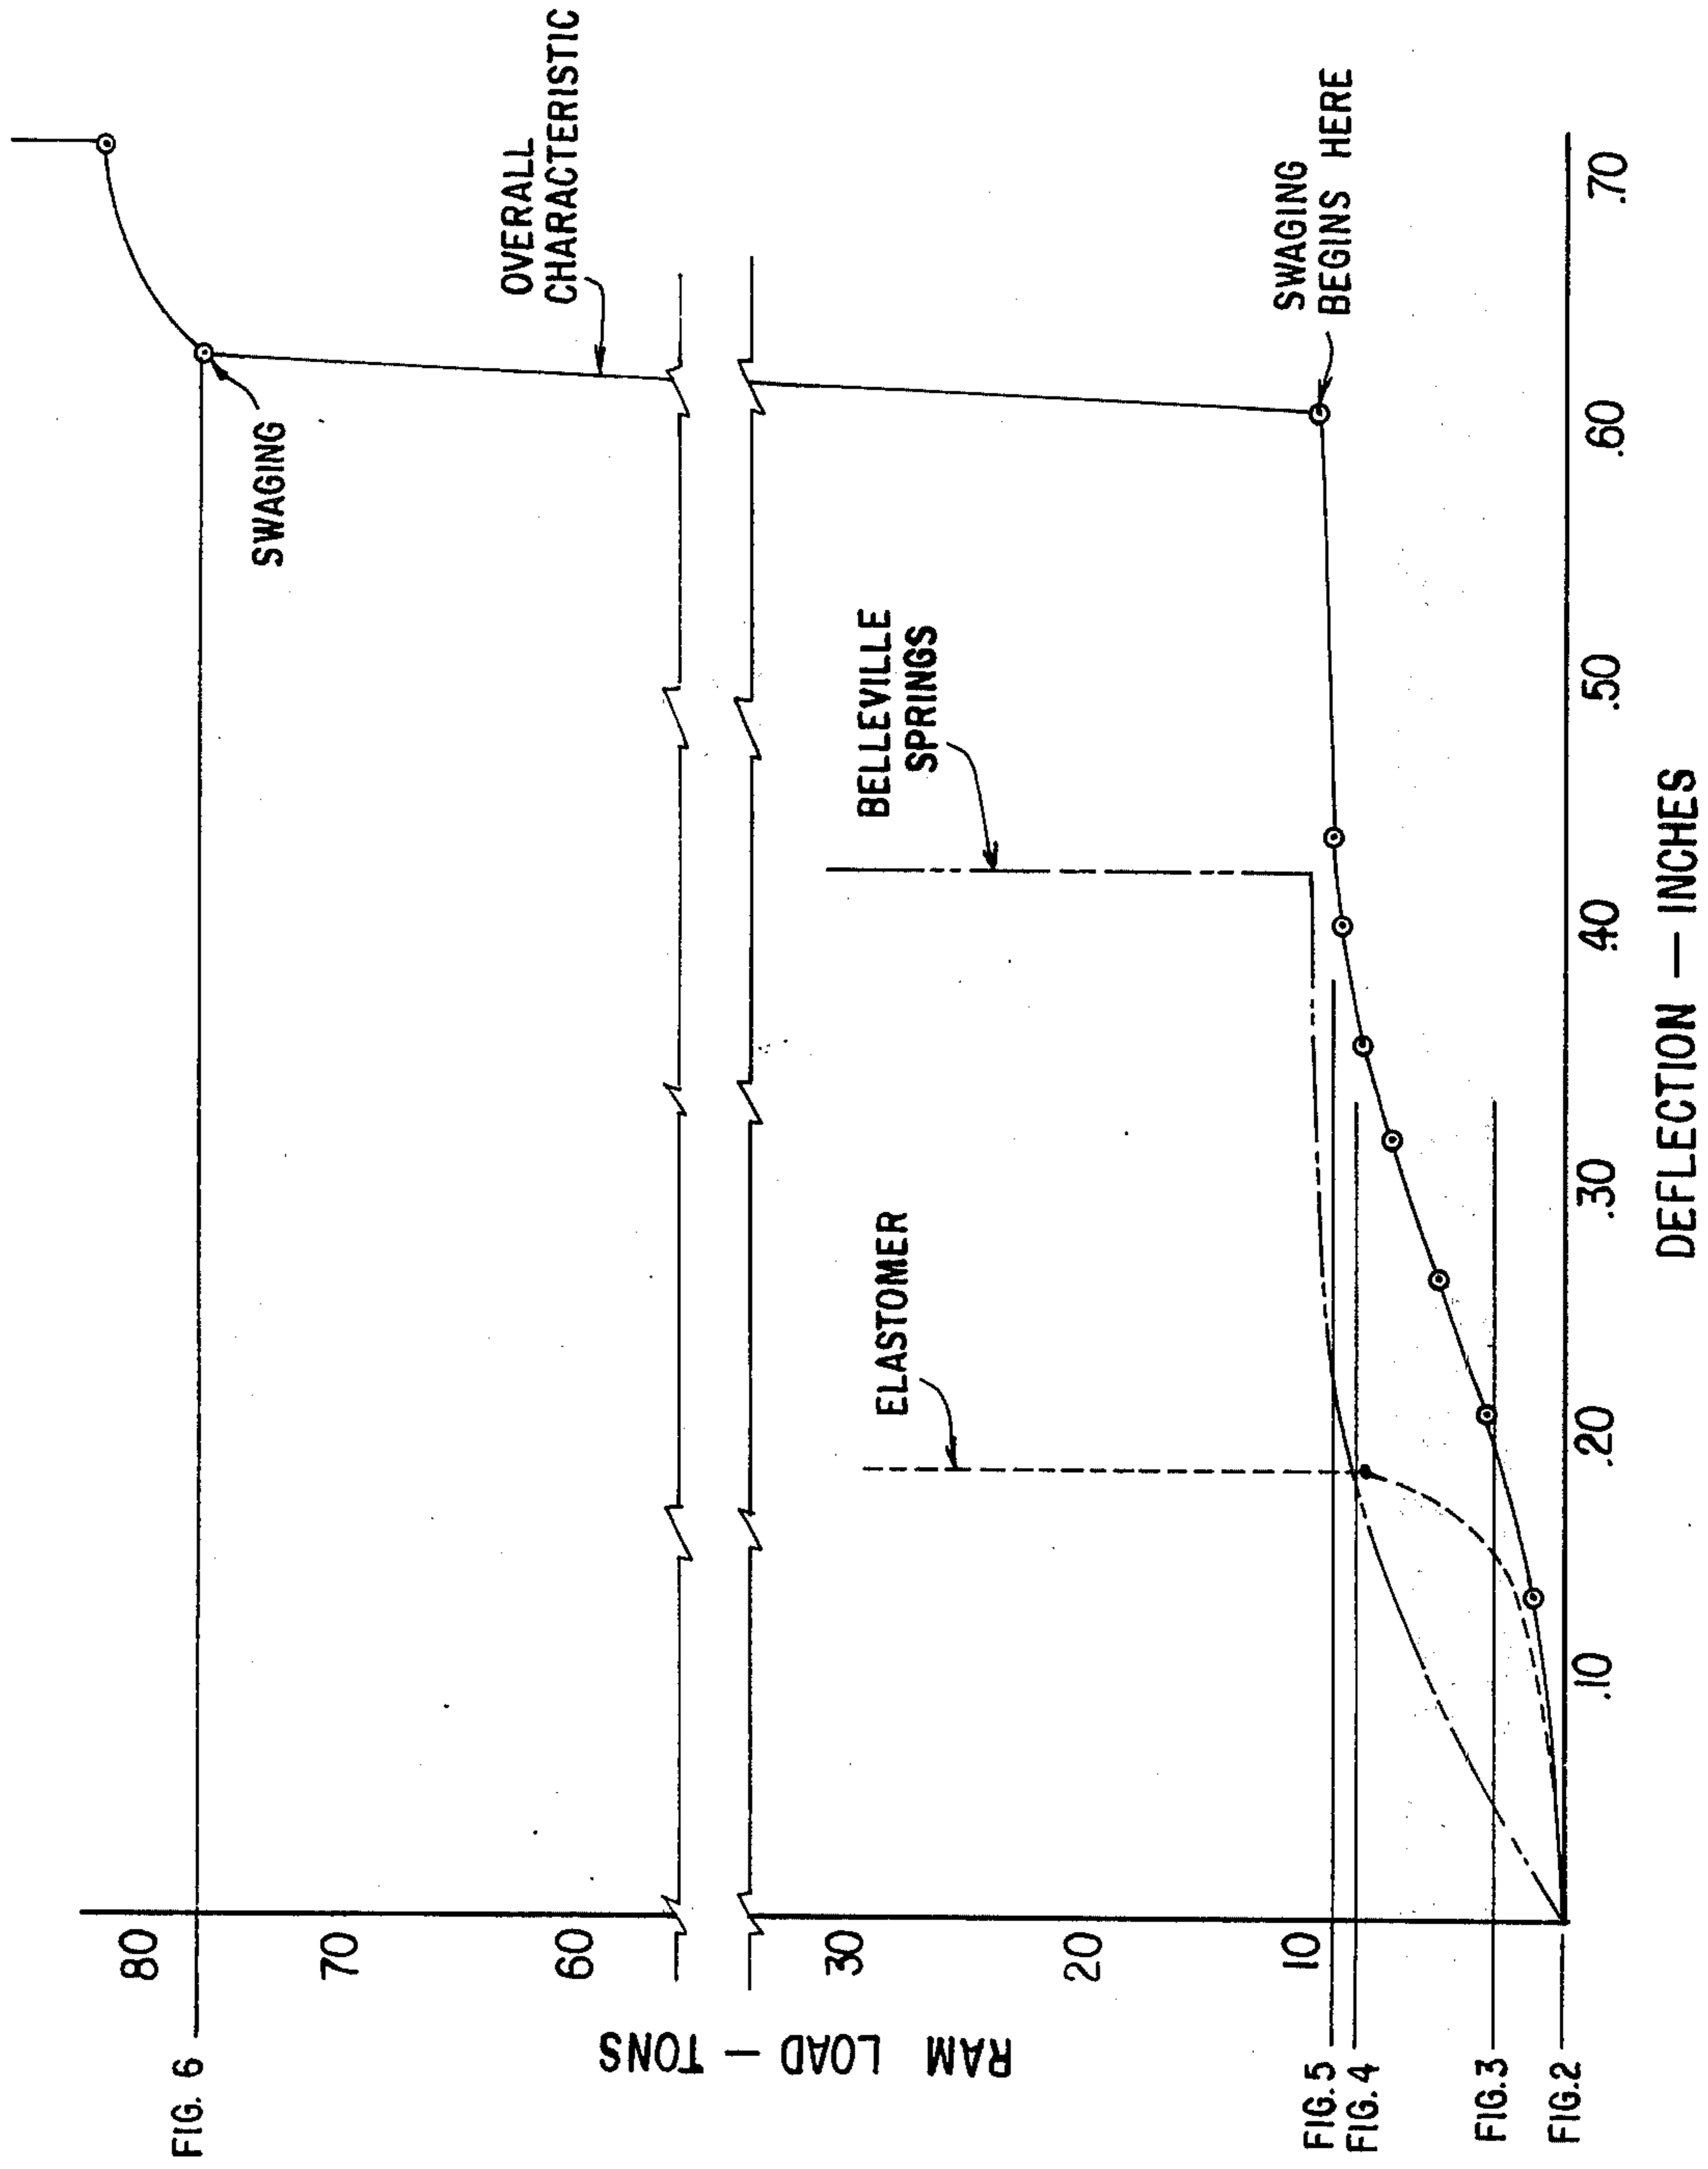 80
70
60
30
20
10
RAM LOAD — TONS
FIG. 6
FIG. 5
FIG. 4
FIG. 3
FIG. 2
SWAGING
OVERALL
CHARACTERISTIC
BELLEVILLE
SPRINGS
ELASTOMER
SWAGING
BEGINS HERE
.10
.20
.30
.40
.50
.60
.70
DEFLECTION — INCHES